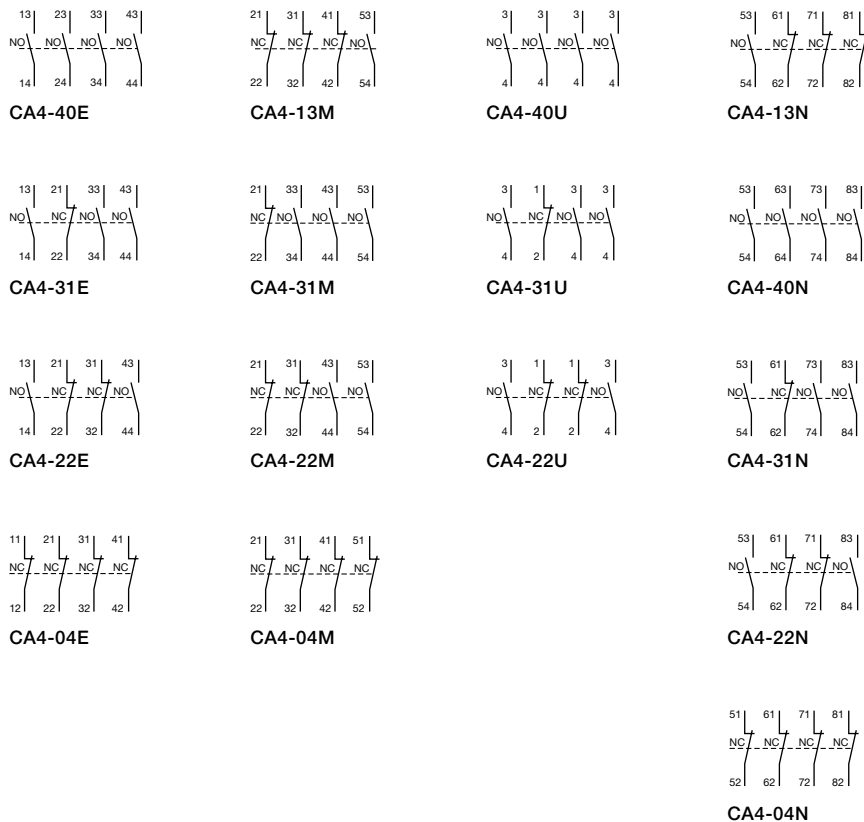 13 23 33 43
NO NO NO NO
14 24 34 44
CA4-40E
21 31 41 53
NC NC NC NO
22 32 42 54
CA4-13M
3 3 3 3
NO NO NO NO
4 4 4 4
CA4-40U
53 61 71 81
NO NC NC NC
54 62 72 82
CA4-13N
13 21 33 43
NO NC NO NO
14 22 34 44
CA4-31E
21 33 43 53
NC NO NO NO
22 34 44 54
CA4-31M
3 1 3 3
NO NC NO NO
4 2 4 4
CA4-31U
53 63 73 83
NO NO NO NO
54 64 74 84
CA4-40N
13 21 31 43
NO NC NC NO
14 22 32 44
CA4-22E
21 31 43 53
NC NC NO NO
22 32 44 54
CA4-22M
3 1 1 3
NO NC NC NO
4 2 2 4
CA4-22U
53 61 73 83
NO NC NO NO
54 62 74 84
CA4-31N
11 21 31 41
NC NC NC NC
12 22 32 42
CA4-04E
21 31 41 51
NC NC NC NC
22 32 42 52
CA4-04M
53 61 71 83
NO NC NC NO
54 62 72 84
CA4-22N
51 61 71 81
NC NC NC NC
52 62 72 82
CA4-04N